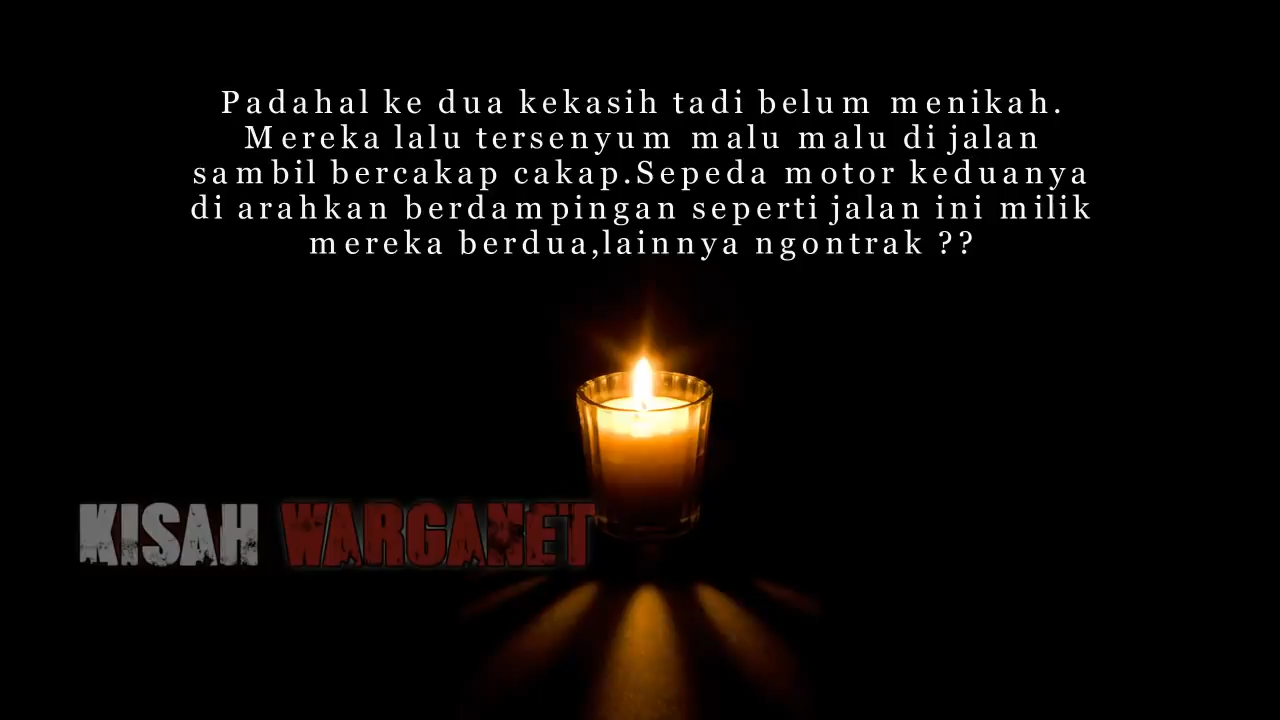 Padahal ke dua kekasih tadi belum menikah.
Mereka lalu tersenyum malu malu di jalan
sambil bercakap cakap.Sepeda motor keduanya
di arahkan berdampingan seperti jalan ini milik
mereka berdua,lainnya ngontrak ??
KISAH WARGANET